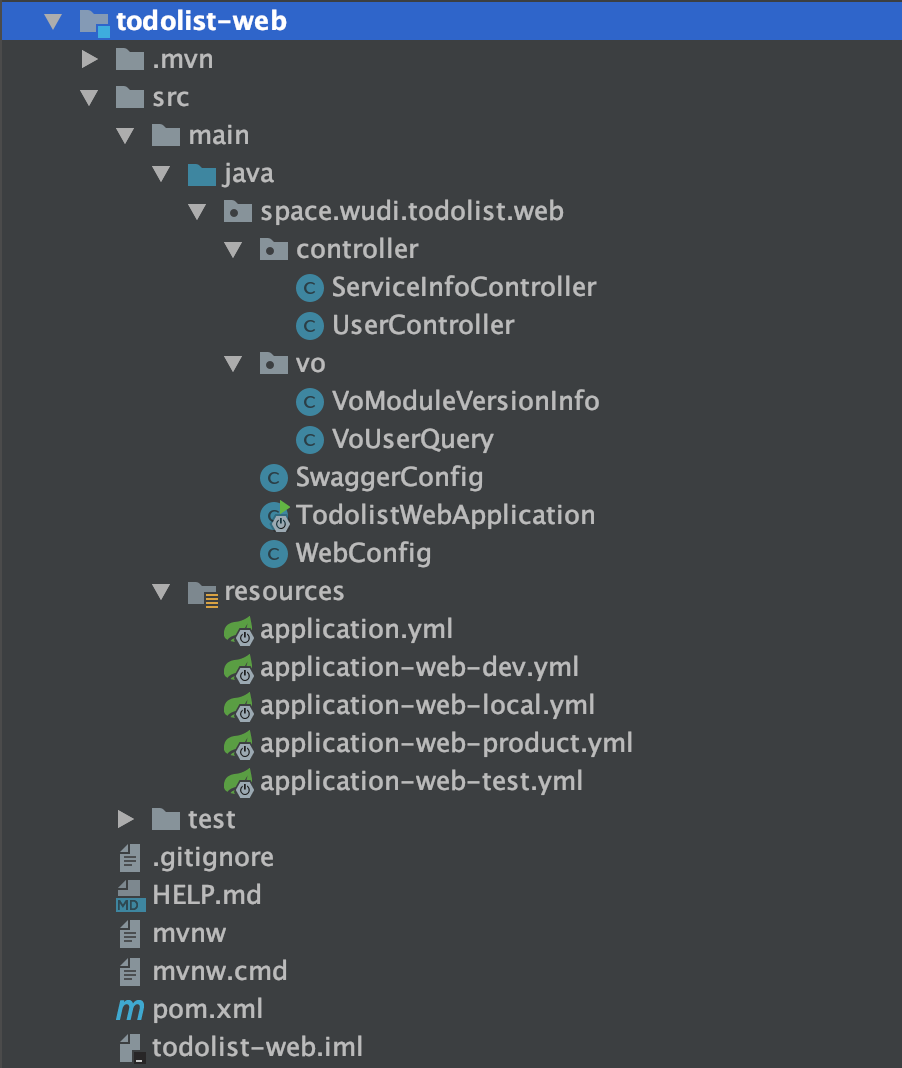 todolist-web
.mvn
src
main
java
space.wudi.todolist.web
controller
C ServiceInfoController
C UserController
vo
C VoModuleVersionInfo
C VoUserQuery
C SwaggerConfig
C TodolistWebApplication
C WebConfig
resources
application.yml
application-web-dev.yml
application-web-local.yml
application-web-product.yml
application-web-test.yml
test
.gitignore
MD HELP.md
mvnw
mvnw.cmd
m pom.xml
todolist-web.iml